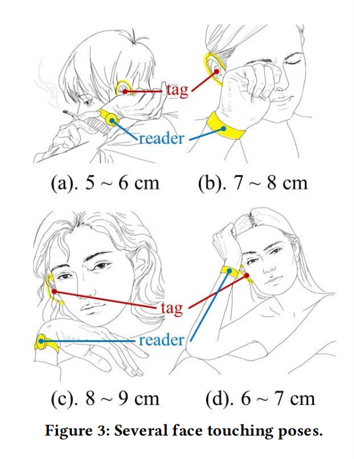 tag
reader
(a). 5 ~ 6 cm (b). 7 ~ 8 cm
tag
reader
(c). 8 ~ 9 cm (d). 6 ~ 7 cm
Figure 3: Several face touching poses.